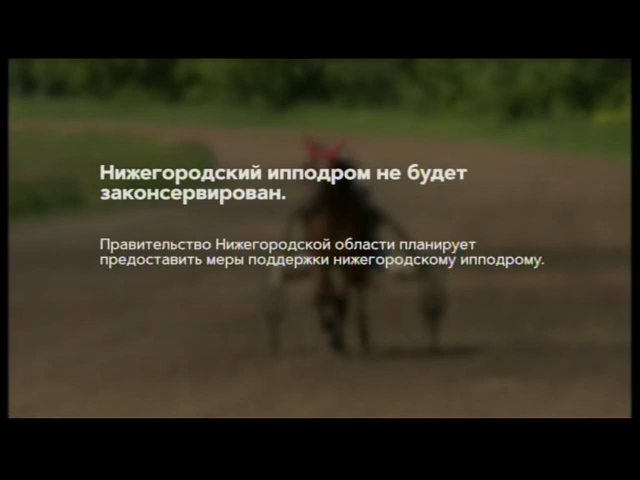 Нижегородский ипподром не будет
законсервирован.
Правительство Нижегородской области планирует
предоставить меры поддержки нижегородскому ипподрому.